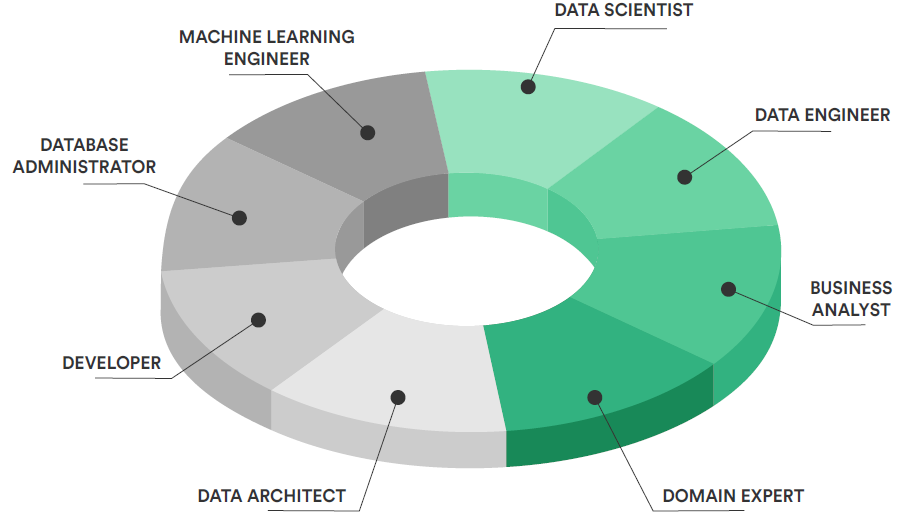 DATA SCIENTIST
MACHINE LEARNING
ENGINEER
DATA ENGINEER
DATABASE
ADMINISTRATOR
BUSINESS
ANALYST
DEVELOPER
DATA ARCHITECT
DOMAIN EXPERT